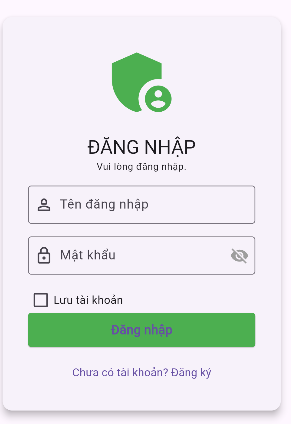 ĐĂNG NHẬP
Vui lòng đăng nhập.
Tên đăng nhập
Mật khẩu
Lưu tài khoản
Đăng nhập
Chưa có tài khoản? Đăng ký